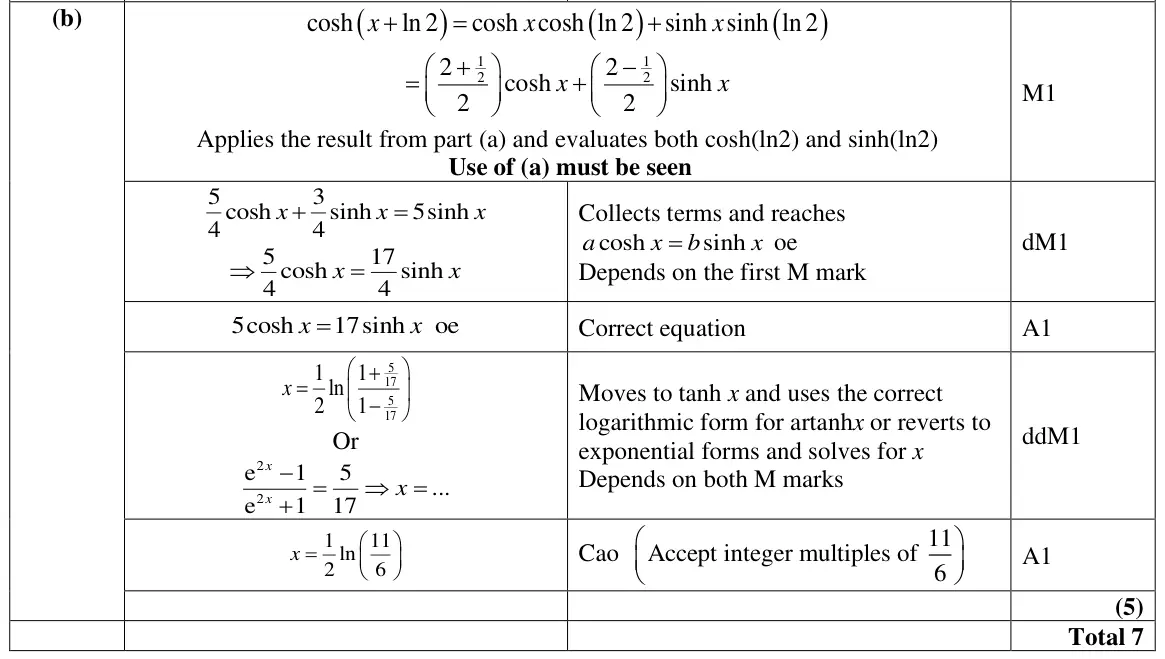 (b)
cosh(x + ln 2) = cosh x cosh(ln 2) + sinh x sinh(ln 2)
= ((2 + 1/2)/2) cosh x + ((2 − 1/2)/2) sinh x
M1
Applies the result from part (a) and evaluates both cosh(ln2) and sinh(ln2)
Use of (a) must be seen
5/4 cosh x + 3/4 sinh x = 5 sinh x
⇒ 5/4 cosh x = 17/4 sinh x
Collects terms and reaches
a cosh x = b sinh x oe
Depends on the first M mark
dM1
5 cosh x = 17 sinh x oe
Correct equation
A1
x = 1/2 ln((1 + 5/17)/(1 − 5/17))
Or
(e^{2x} − 1)/(e^{2x} + 1) = 5/17 ⇒ x = ...
Moves to tanh x and uses the correct
logarithmic form for artanhx or reverts to
exponential forms and solves for x
Depends on both M marks
ddM1
x = 1/2 ln(11/6)
Cao (Accept integer multiples of 11/6)
A1
(5)
Total 7